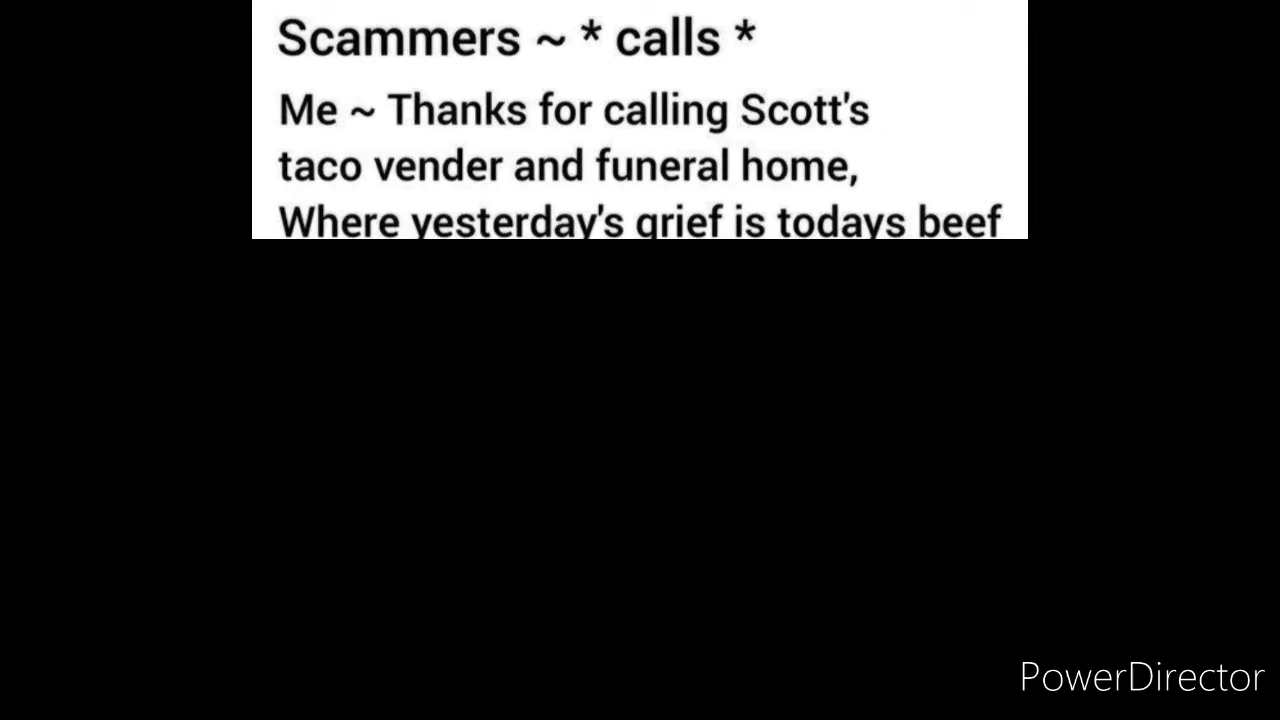 Scammers ~ * calls *
Me ~ Thanks for calling Scott's
taco vender and funeral home,
Where yesterday's grief is todays beef
PowerDirector